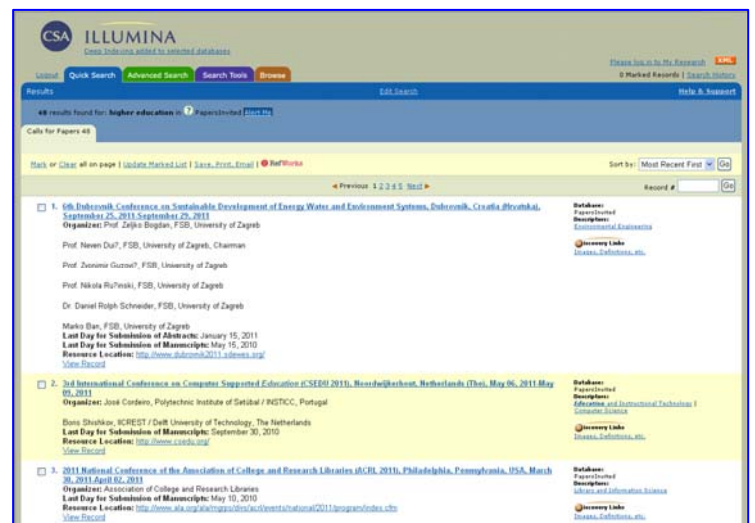 CSA ILLUMINA
Deep Indexing added to selected databases
Please log in to My Research XML
Logout Quick Search Advanced Search Search Tools Browse 0 Marked Records | Search History
Results Edit Search Help & Support
48 results found for: higher education in ? PapersInvited Alert Me
Calls for Papers 48
Mark or Clear all on page | Update Marked List | Save, Print, Email | RefWorks Sort by: Most Recent First Go
Previous 1 2 3 4 5 Next Record # Go
1. 6th Dubrovnik Conference on Sustainable Development of Energy Water and Environment Systems, Dubrovnik, Croatia (Hrvatska),
September 25, 2011-September 29, 2011
Organizer: Prof. Zeljko Bogdan, FSB, University of Zagreb
Prof. Neven Dui?, FSB, University of Zagreb, Chairman
Prof. Zvonimir Guzovi?, FSB, University of Zagreb
Prof. Nikola Ru?inski, FSB, University of Zagreb
Dr. Daniel Rolph Schneider, FSB, University of Zagreb
Marko Ban, FSB, University of Zagreb
Last Day for Submission of Abstracts: January 15, 2011
Last Day for Submission of Manuscripts: May 15, 2010
Resource Location: http://www.dubrovnik2011.sdewes.org/
View Record
Database:
PapersInvited
Descriptors:
Environmental Engineering
Discovery Links
Images, Definitions, etc.
2. 3rd International Conference on Computer Supported Education (CSEDU 2011), Noordwijkerhout, Netherlands (The), May 06, 2011-May
09, 2011
Organizer: José Cordeiro, Polytechnic Institute of Setúbal / INSTICC, Portugal
Boris Shishkov, IICREST / Delft University of Technology, The Netherlands
Last Day for Submission of Manuscripts: September 30, 2010
Resource Location: http://www.csedu.org/
View Record
Database:
PapersInvited
Descriptors:
Education and Instructional Technology |
Computer Science
Discovery Links
Images, Definitions, etc.
3. 2011 National Conference of the Association of College and Research Libraries (ACRL 2011), Philadelphia, Pennsylvania, USA, March
30, 2011-April 02, 2011
Organizer: Association of College and Research Libraries
Last Day for Submission of Manuscripts: May 10, 2010
Resource Location: http://www.ala.org/ala/mgrps/divs/acrl/events/national/2011/program/index.cfm
View Record
Database:
PapersInvited
Descriptors:
Library and Information Science
Discovery Links
Images, Definitions, etc.